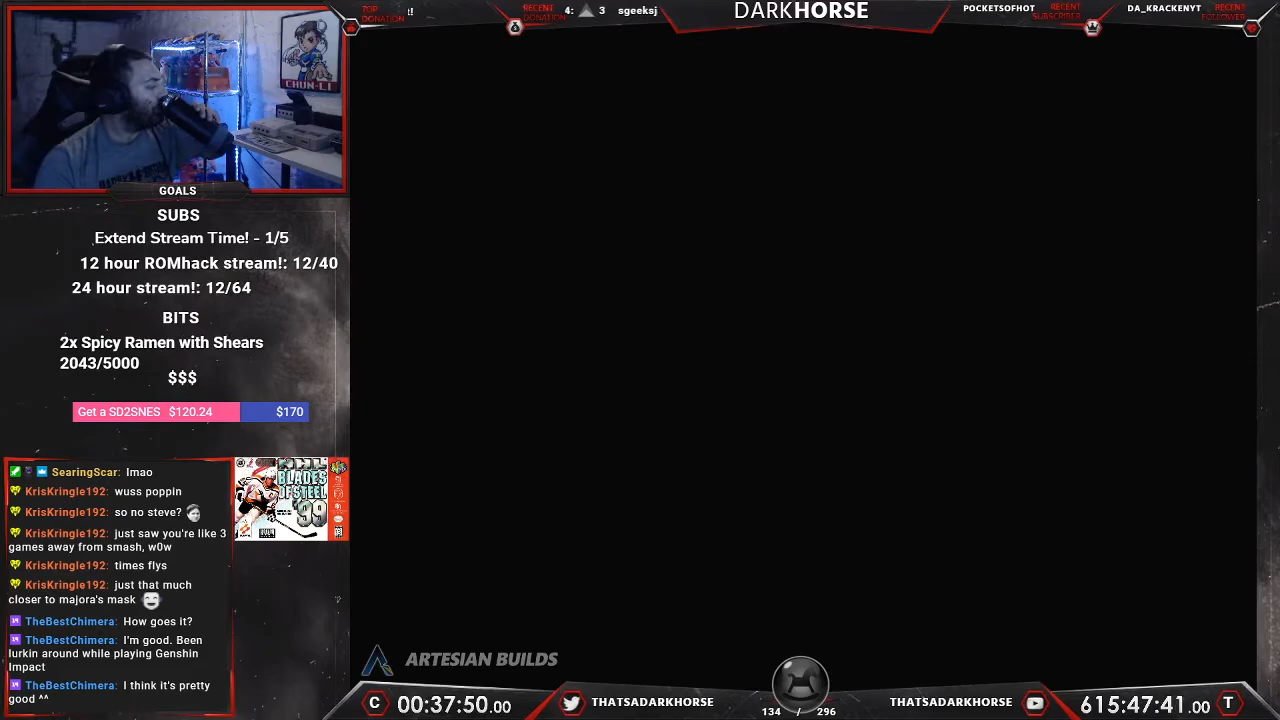 TOP
DONATION
!!
RECENT
DONATION
4: 3 sgeeksj
DARKHORSE
POCKETSOFHOT
RECENT
SUBSCRIBER
DA_KRACKENYT
RECENT
FOLLOWER
CHUN-LI
GOALS
SUBS
Extend Stream Time! - 1/5
12 hour ROMhack stream!: 12/40
24 hour stream!: 12/64
BITS
2x Spicy Ramen with Shears
2043/5000
$$$
Get a SD2SNES $120.24 $170
SearingScar: lmao
KrisKringle192: wuss poppin
KrisKringle192: so no steve?
KrisKringle192: just saw you're like 3
games away from smash, w0w
KrisKringle192: times flys
KrisKringle192: just that much
closer to majora's mask
TheBestChimera: How goes it?
TheBestChimera: I'm good. Been
lurkin around while playing Genshin
Impact
TheBestChimera: I think it's pretty
good ^^
NHL
BLADES
OF STEEL
'99
ARTESIAN BUILDS
C 00:37:50.00
THATSADARKHORSE
134 / 296
THATSADARKHORSE
615:47:41.00 T